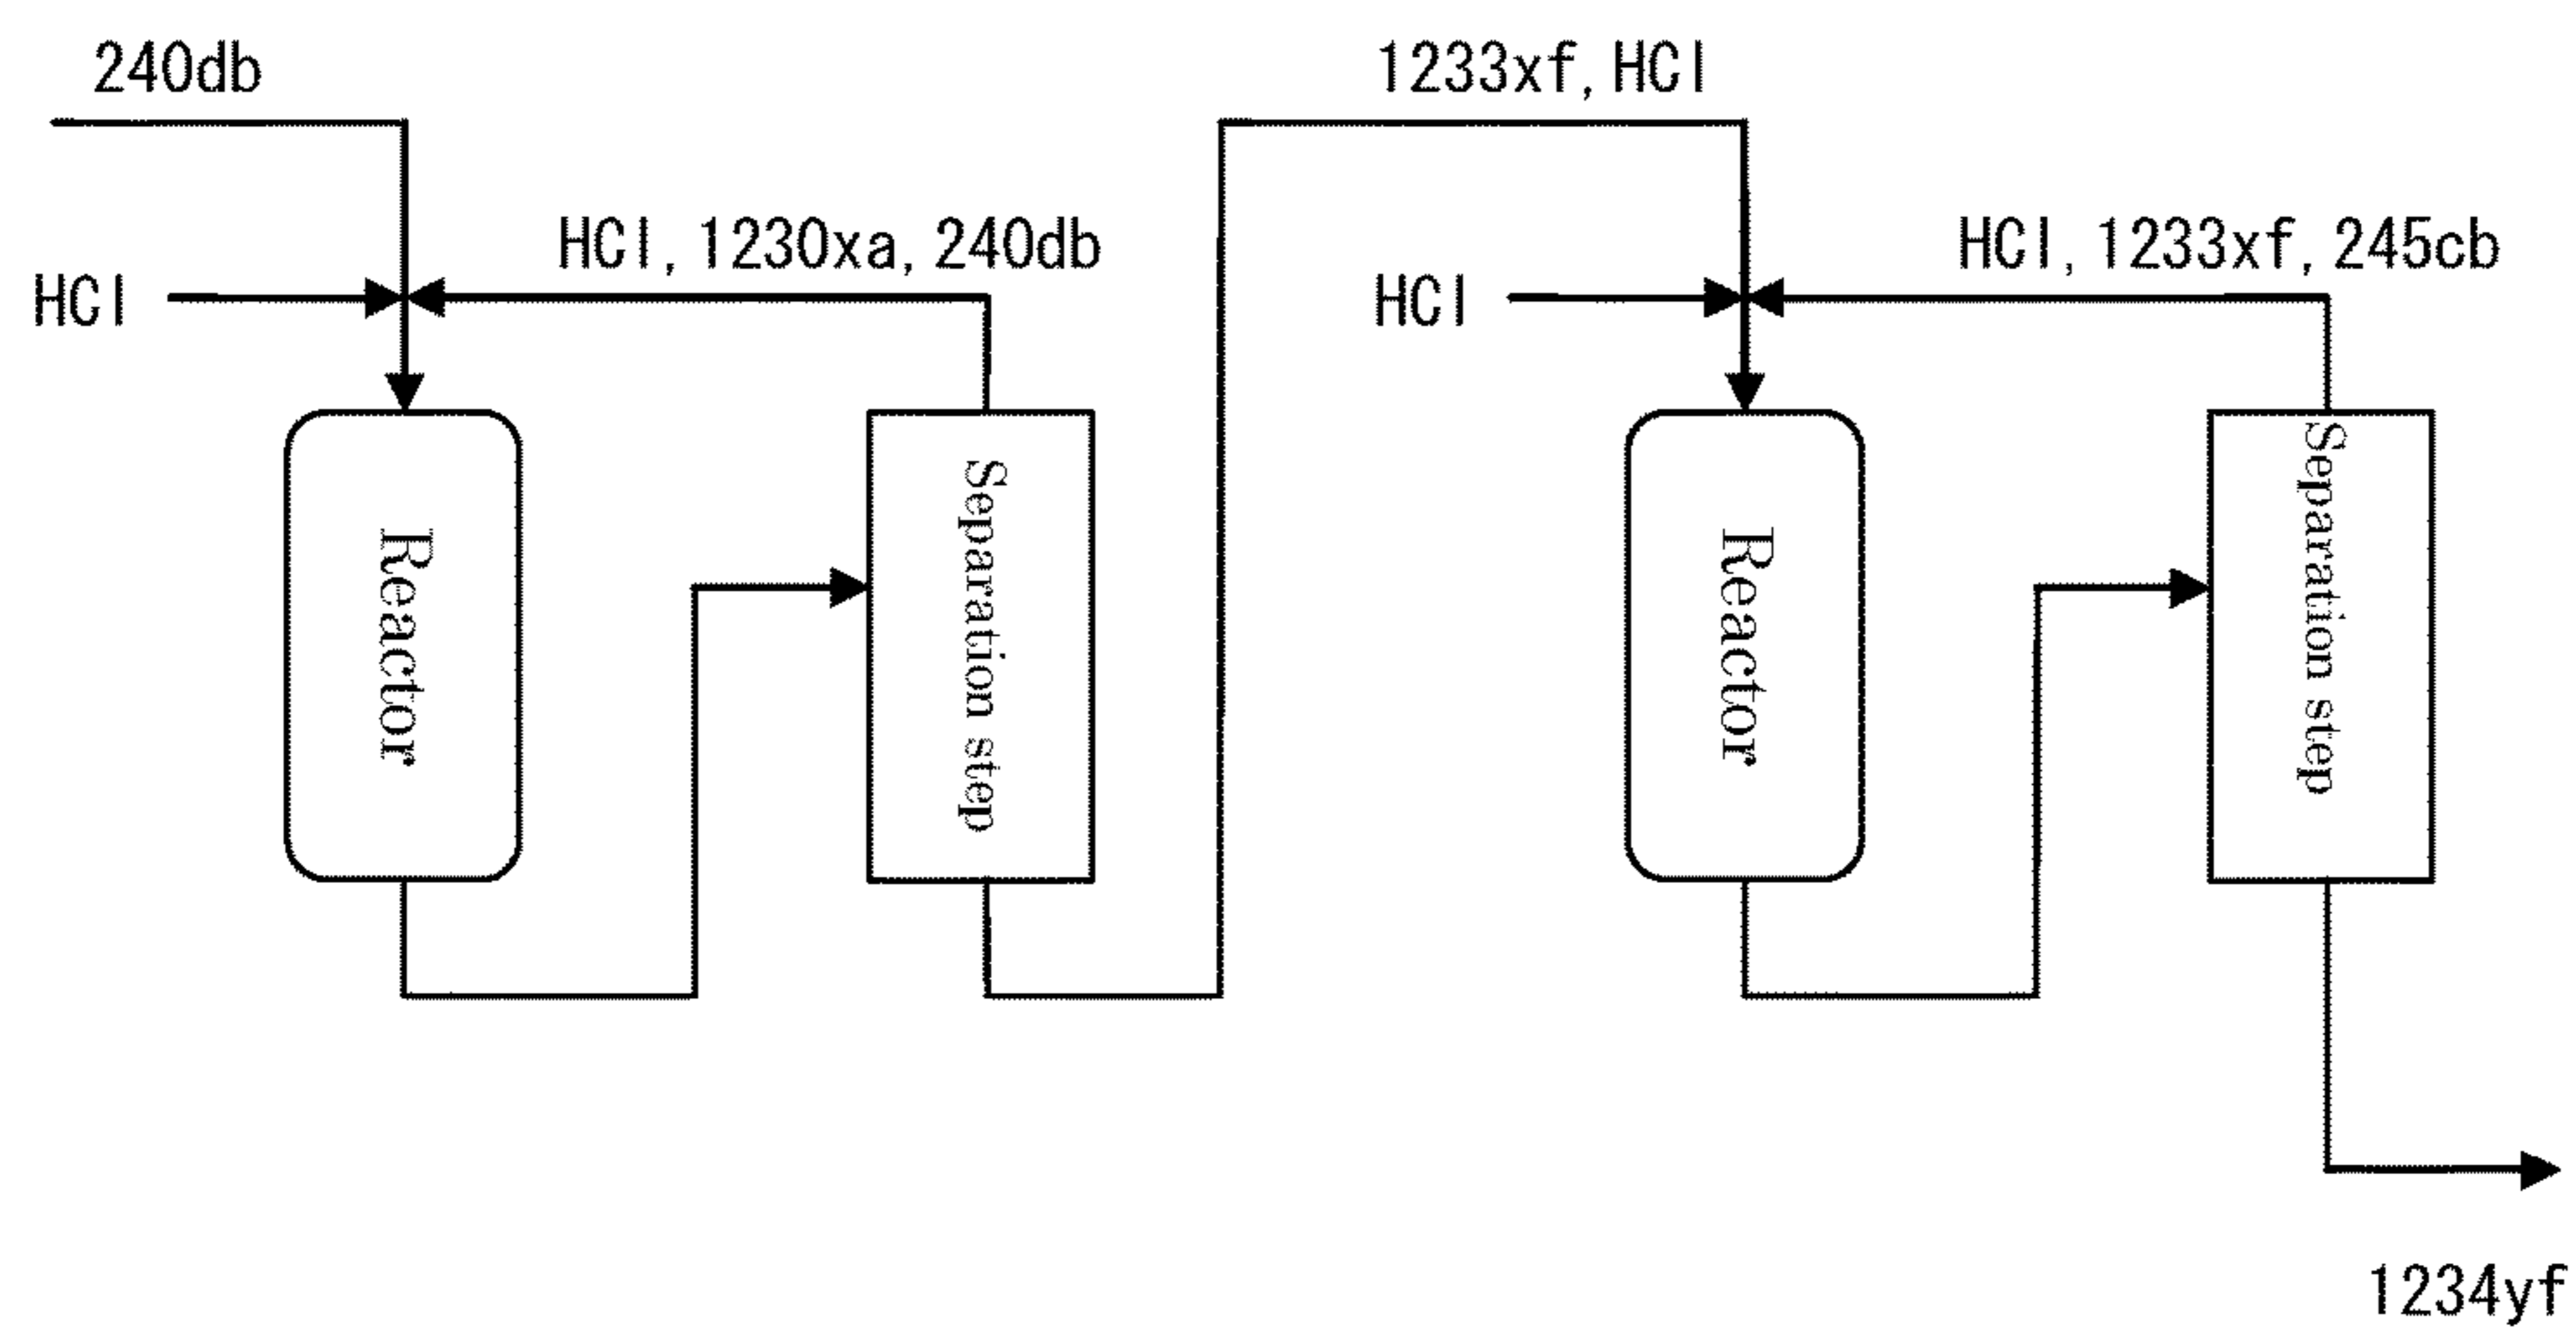 240db
1233xf, HCl
HCl, 1230xa, 240db
HCl, 1233xf, 245cb
HCl
HCl
Reactor
Separation step
Reactor
Separation step
1234yf